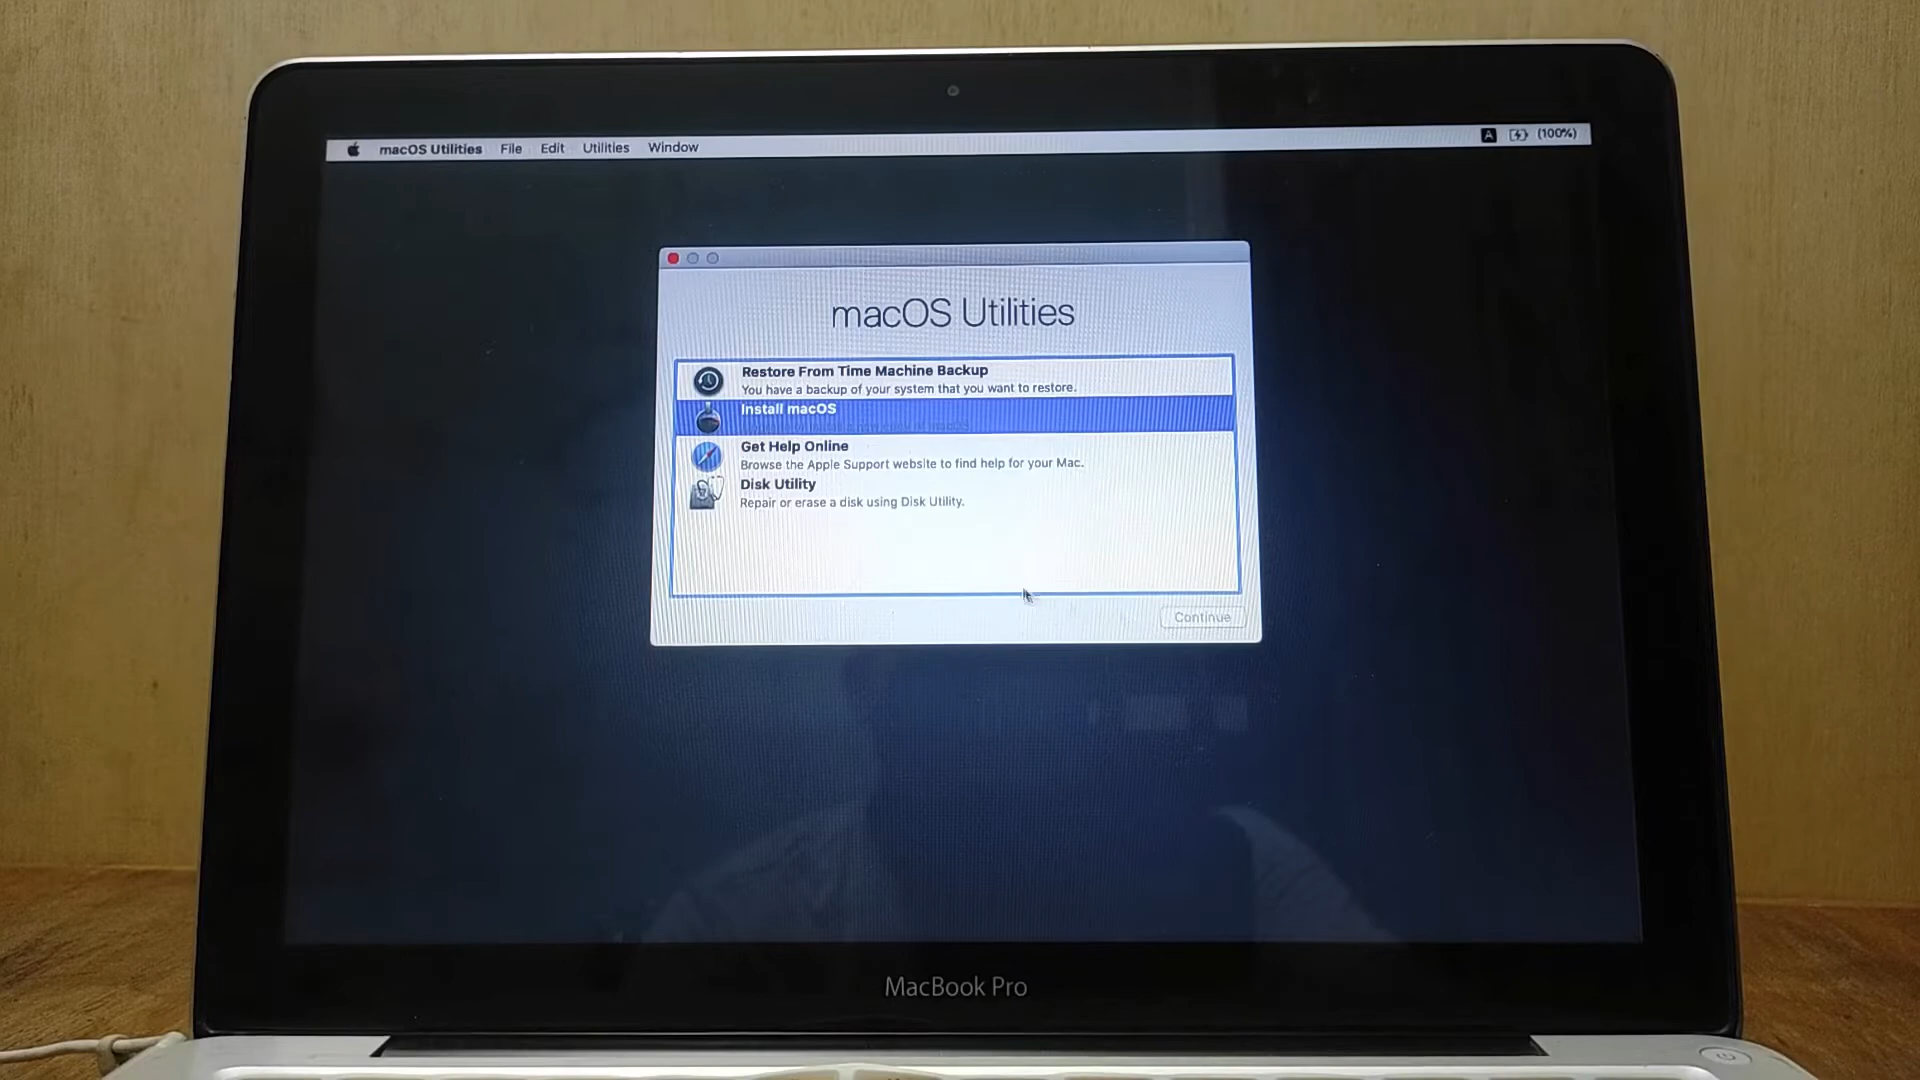 macOS Utilities File Edit Utilities Window A (100%)
macOS Utilities
Restore From Time Machine Backup
You have a backup of your system that you want to restore.
Install macOS
Get Help Online
Browse the Apple Support website to find help for your Mac.
Disk Utility
Repair or erase a disk using Disk Utility.
Continue
MacBook Pro